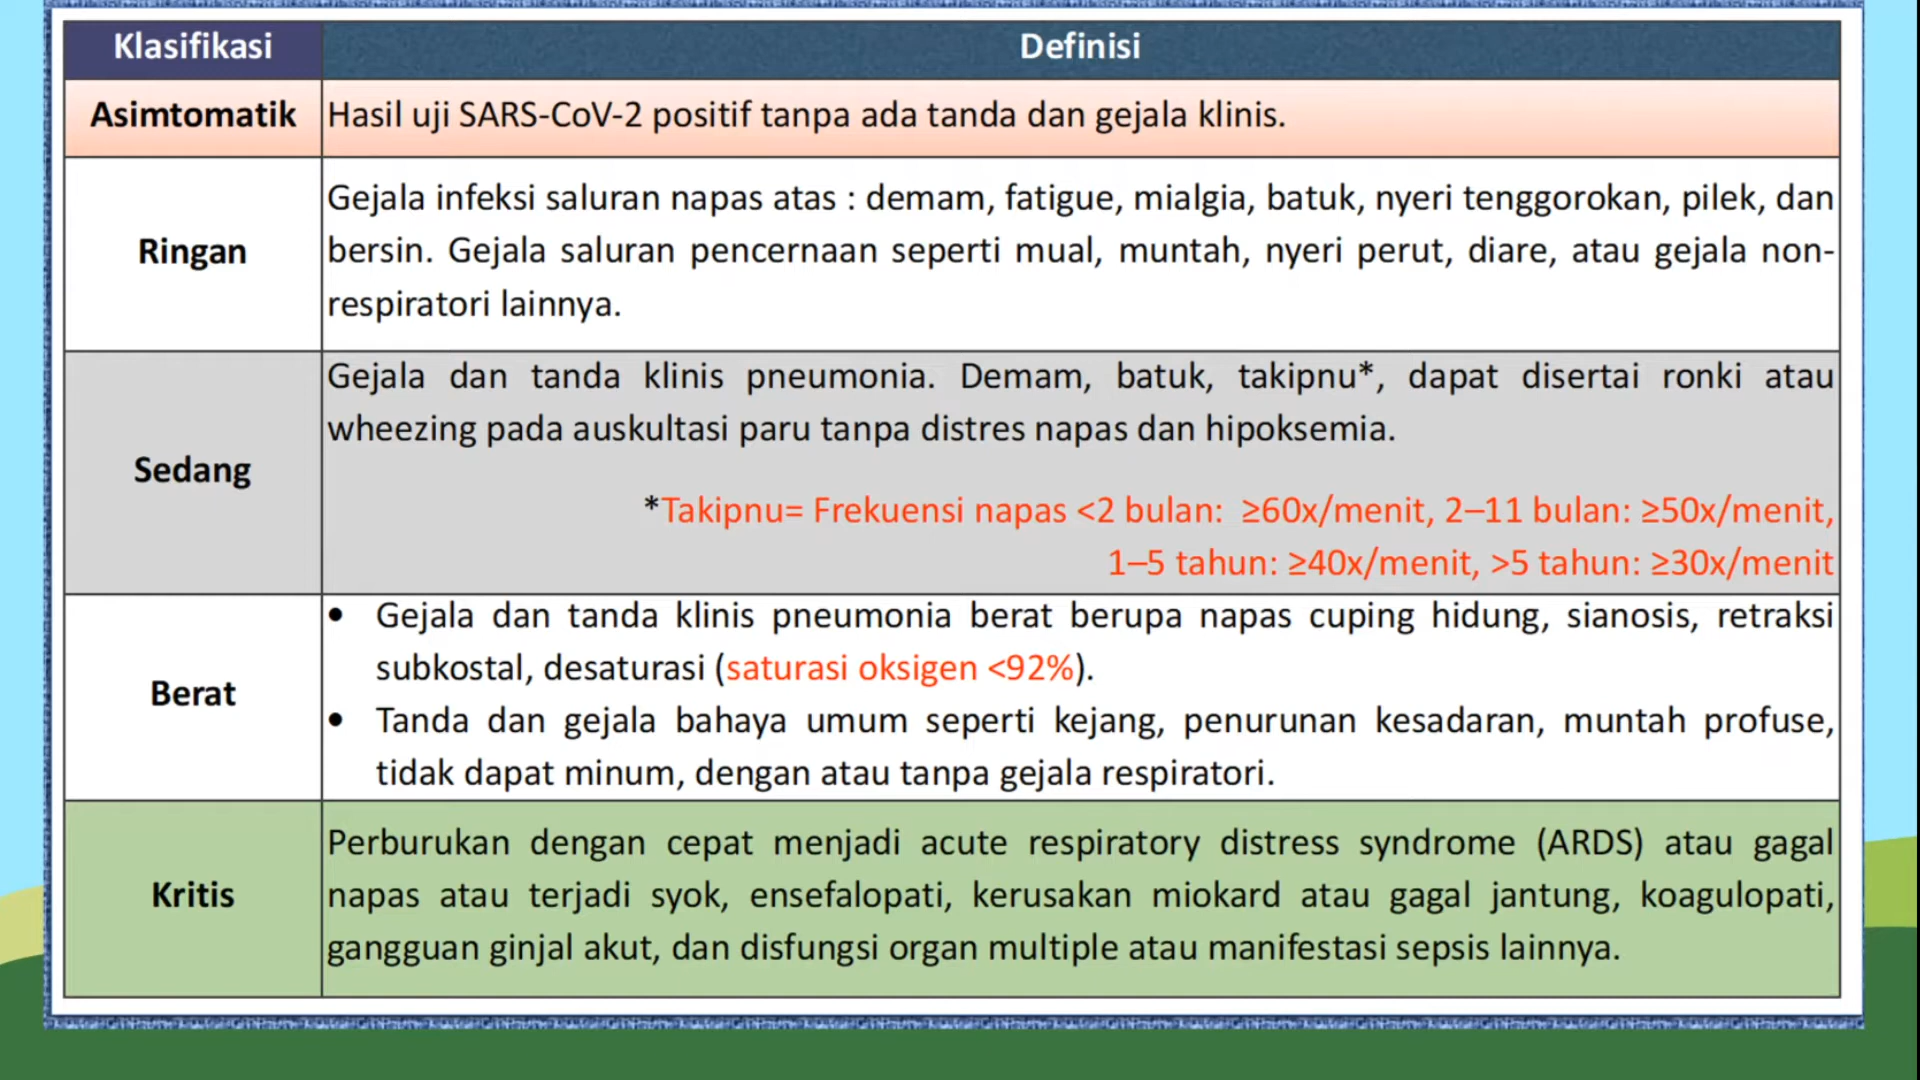 Klasifikasi
Definisi
Asimtomatik
Hasil uji SARS-CoV-2 positif tanpa ada tanda dan gejala klinis.
Ringan
Gejala infeksi saluran napas atas : demam, fatigue, mialgia, batuk, nyeri tenggorokan, pilek, dan
bersin. Gejala saluran pencernaan seperti mual, muntah, nyeri perut, diare, atau gejala non-
respiratori lainnya.
Sedang
Gejala dan tanda klinis pneumonia. Demam, batuk, takipnu*, dapat disertai ronki atau
wheezing pada auskultasi paru tanpa distres napas dan hipoksemia.
*Takipnu= Frekuensi napas <2 bulan: ≥60x/menit, 2–11 bulan: ≥50x/menit,
1–5 tahun: ≥40x/menit, >5 tahun: ≥30x/menit
Berat
• Gejala dan tanda klinis pneumonia berat berupa napas cuping hidung, sianosis, retraksi
subkostal, desaturasi (saturasi oksigen <92%).
• Tanda dan gejala bahaya umum seperti kejang, penurunan kesadaran, muntah profuse,
tidak dapat minum, dengan atau tanpa gejala respiratori.
Kritis
Perburukan dengan cepat menjadi acute respiratory distress syndrome (ARDS) atau gagal
napas atau terjadi syok, ensefalopati, kerusakan miokard atau gagal jantung, koagulopati,
gangguan ginjal akut, dan disfungsi organ multiple atau manifestasi sepsis lainnya.